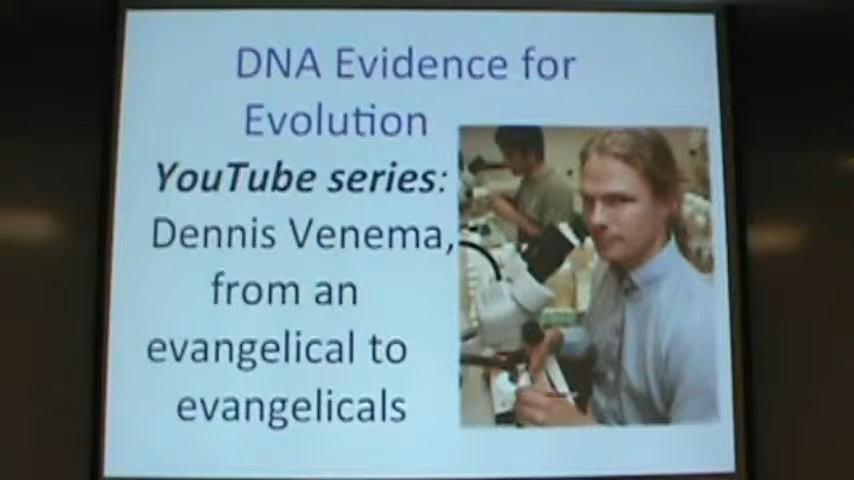 DNA Evidence for
Evolution
YouTube series:
Dennis Venema,
from an
evangelical to
evangelicals